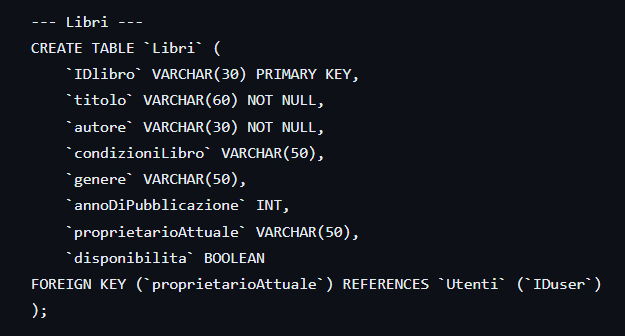 --- Libri ---
CREATE TABLE `Libri` (
    `IDlibro` VARCHAR(30) PRIMARY KEY,
    `titolo` VARCHAR(60) NOT NULL,
    `autore` VARCHAR(30) NOT NULL,
    `condizioniLibro` VARCHAR(50),
    `genere` VARCHAR(50),
    `annoDiPubblicazione` INT,
    `proprietarioAttuale` VARCHAR(50),
    `disponibilita` BOOLEAN
FOREIGN KEY (`proprietarioAttuale`) REFERENCES `Utenti` (`IDuser`)
);